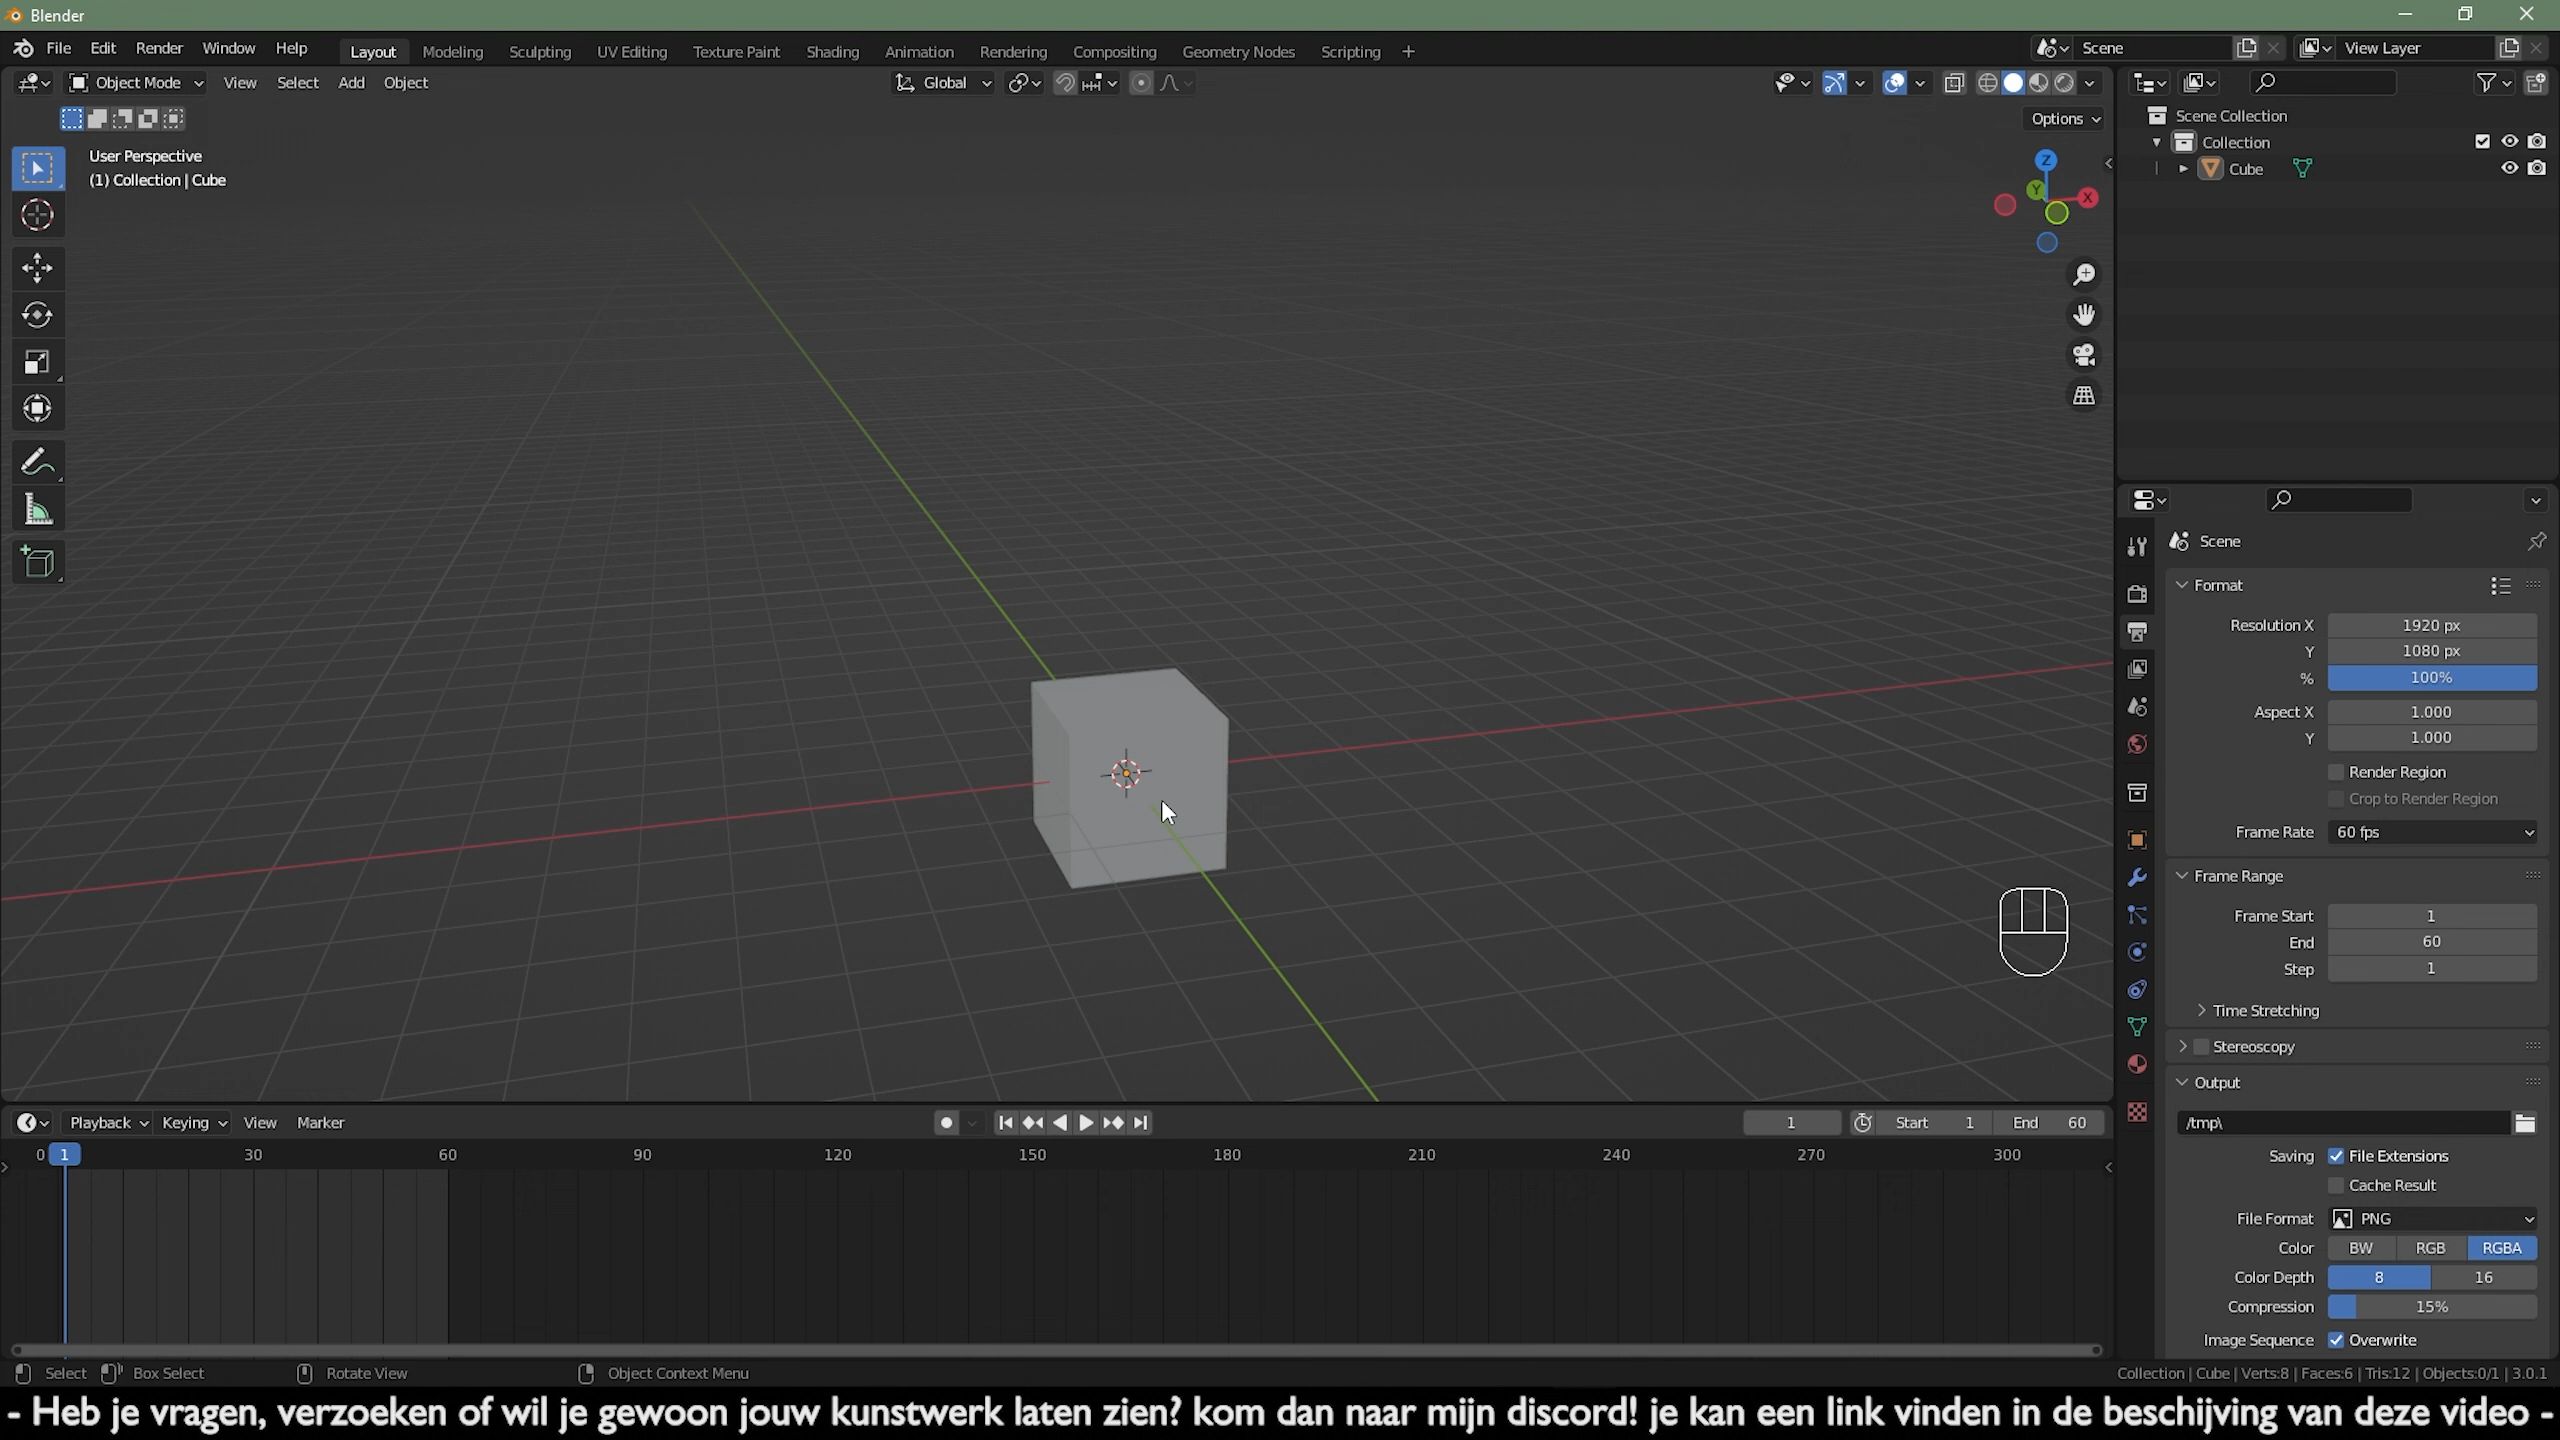 Blender
File Edit Render Window Help Layout Modeling Sculpting UV Editing Texture Paint Shading Animation Rendering Compositing Geometry Nodes Scripting + Scene View Layer
Object Mode View Select Add Object Global
Options
User Perspective
(1) Collection | Cube
Z
Y
X
Scene Collection
Collection
Cube
Scene
Format
Resolution X 1920 px
Y 1080 px
% 100%
Aspect X 1.000
Y 1.000
Render Region
Crop to Render Region
Frame Rate 60 fps
Frame Range
Frame Start 1
End 60
Step 1
Time Stretching
Stereoscopy
Output
/tmp\
Saving File Extensions
Cache Result
File Format PNG
Color BW RGB RGBA
Color Depth 8 16
Compression 15%
Image Sequence Overwrite
Playback Keying View Marker 1 Start 1 End 60
0 1 30 60 90 120 150 180 210 240 270 300
Select Box Select Rotate View Object Context Menu Collection | Cube | Verts:8 | Faces:6 | Tris:12 | Objects:0/1 | 3.0.1
- Heb je vragen, verzoeken of wil je gewoon jouw kunstwerk laten zien? kom dan naar mijn discord! je kan een link vinden in de beschijving van deze video -